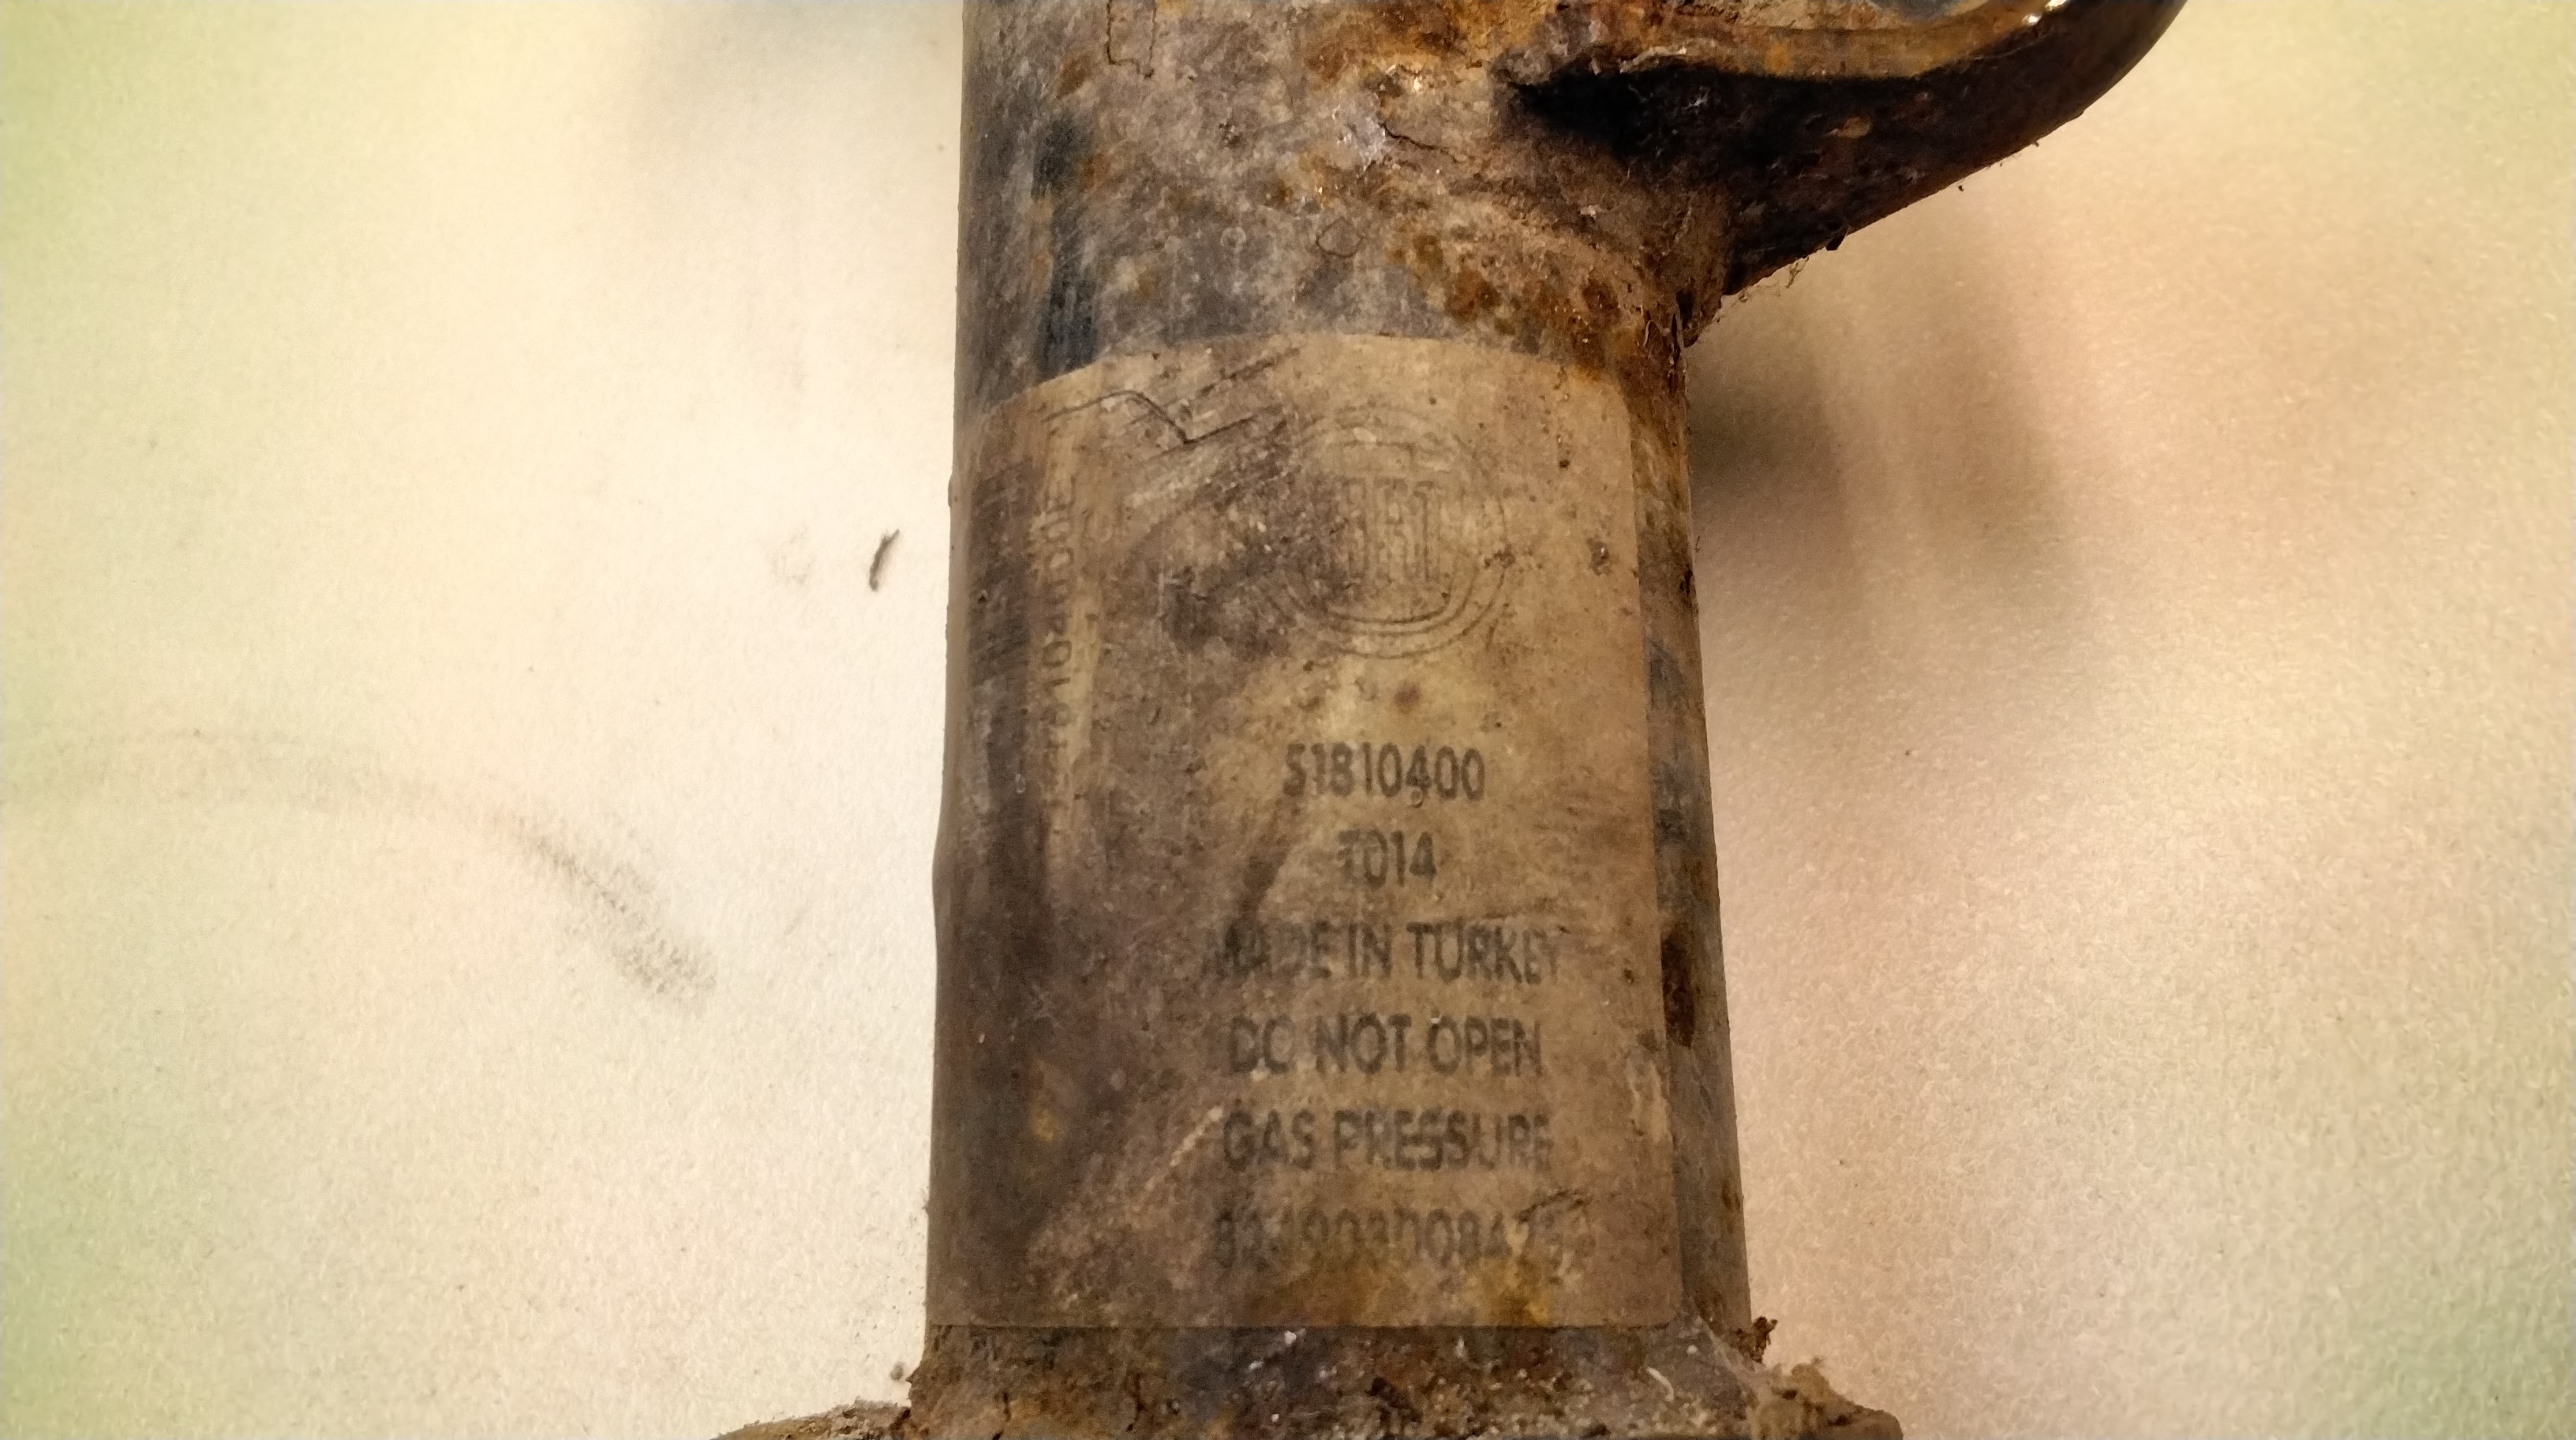 51810400
T014
MADE IN TURKEY
DO NOT OPEN
GAS PRESSURE